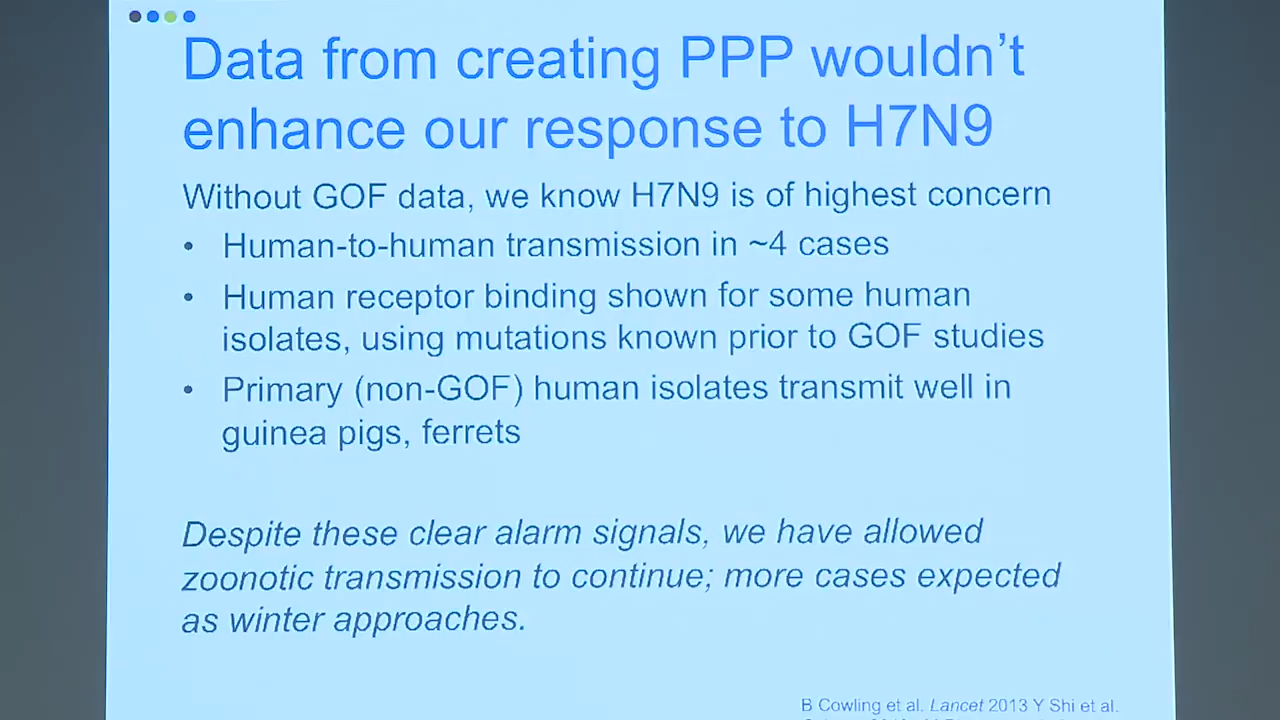 Data from creating PPP wouldn't
enhance our response to H7N9
Without GOF data, we know H7N9 is of highest concern
• Human-to-human transmission in ~4 cases
• Human receptor binding shown for some human
isolates, using mutations known prior to GOF studies
• Primary (non-GOF) human isolates transmit well in
guinea pigs, ferrets
Despite these clear alarm signals, we have allowed
zoonotic transmission to continue; more cases expected
as winter approaches.
B Cowling et al. Lancet 2013 Y Shi et al.